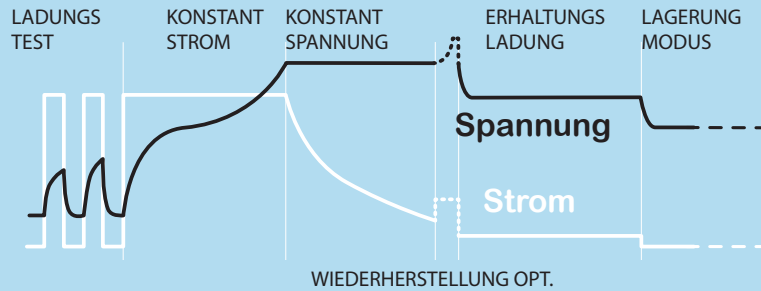 LADUNGS
TEST
KONSTANT
STROM
KONSTANT
SPANNUNG
ERHALTUNGS
LADUNG
LAGERUNG
MODUS
Spannung
Strom
WIEDERHERSTELLUNG OPT.